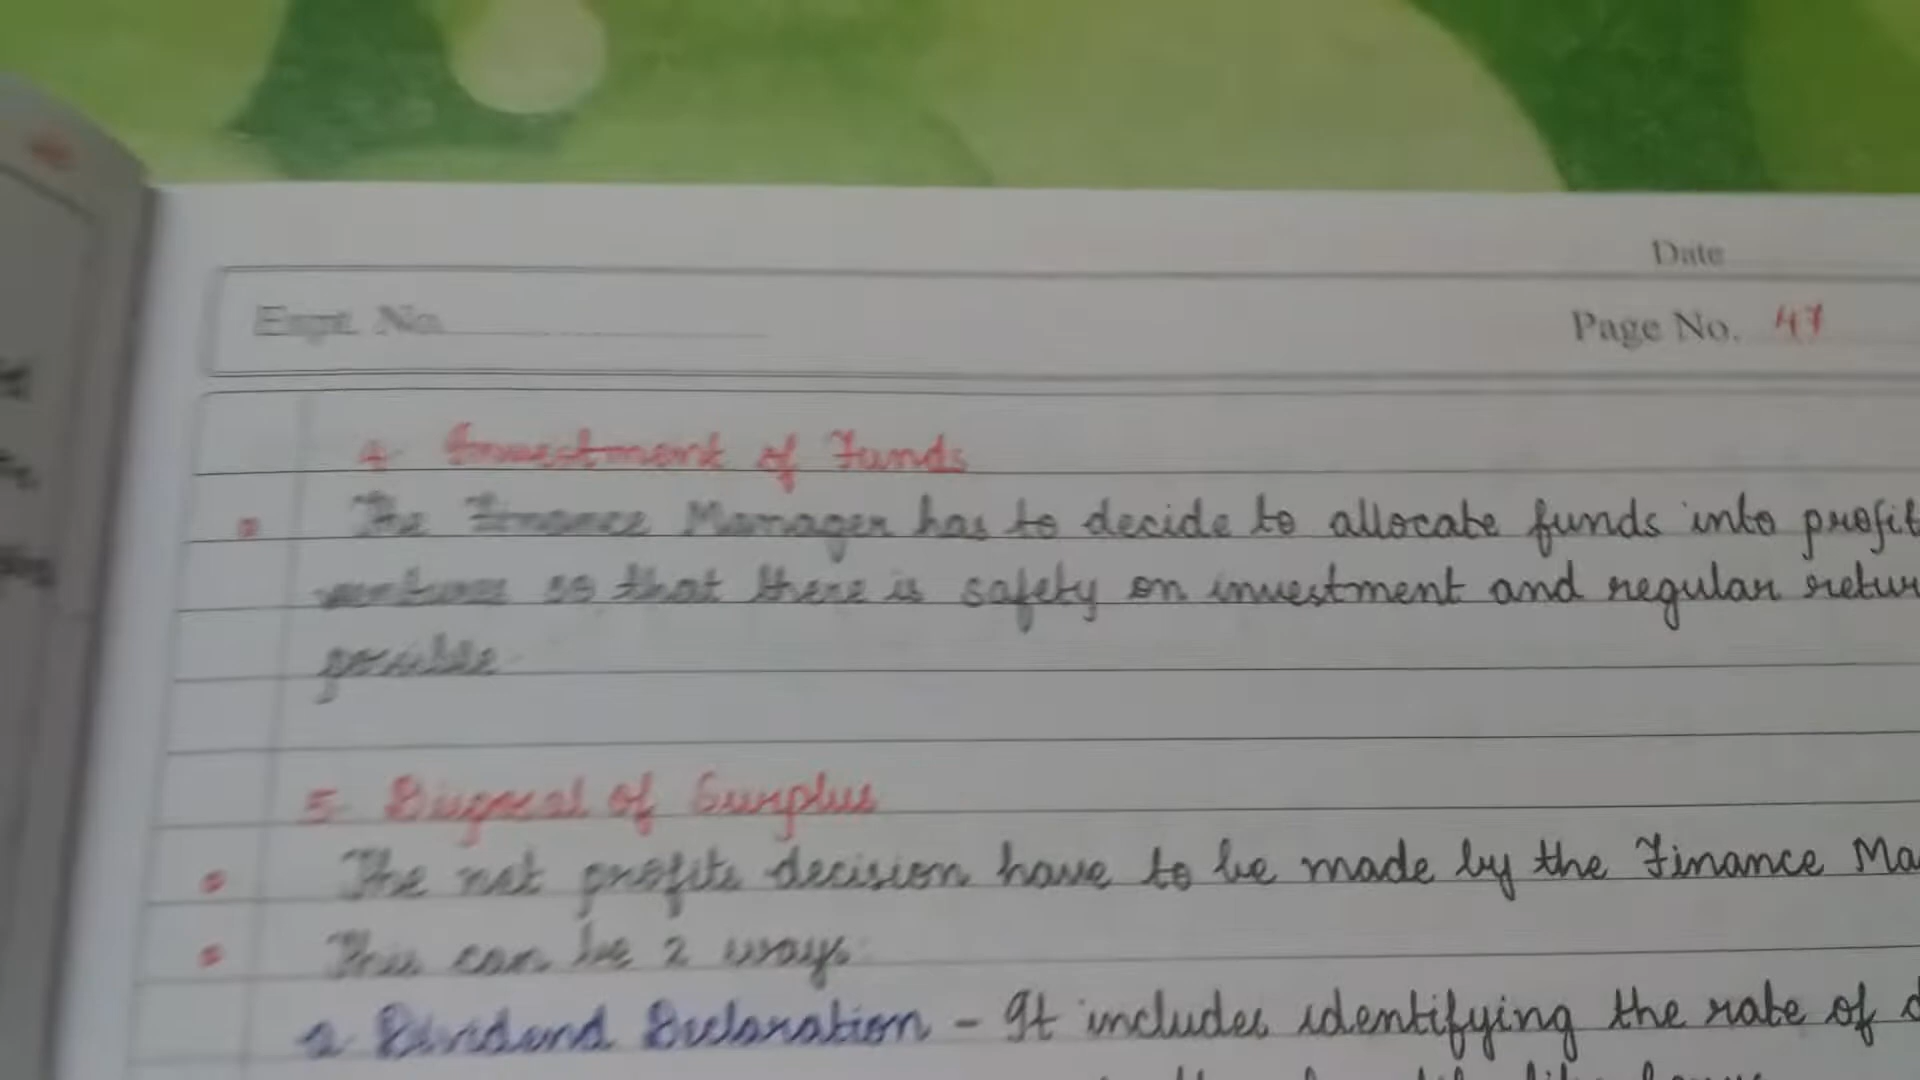 Date
Expt. No.
Page No. 47
4. Investment of Funds
The Finance Manager has to decide to allocate funds into profit
ventures so that there is safety on investment and regular retur
possible
5. Disposal of Surplus
The net profits decision have to be made by the Finance Ma
This can be 2 ways.
a. Dividend Declaration - It includes identifying the rate of d